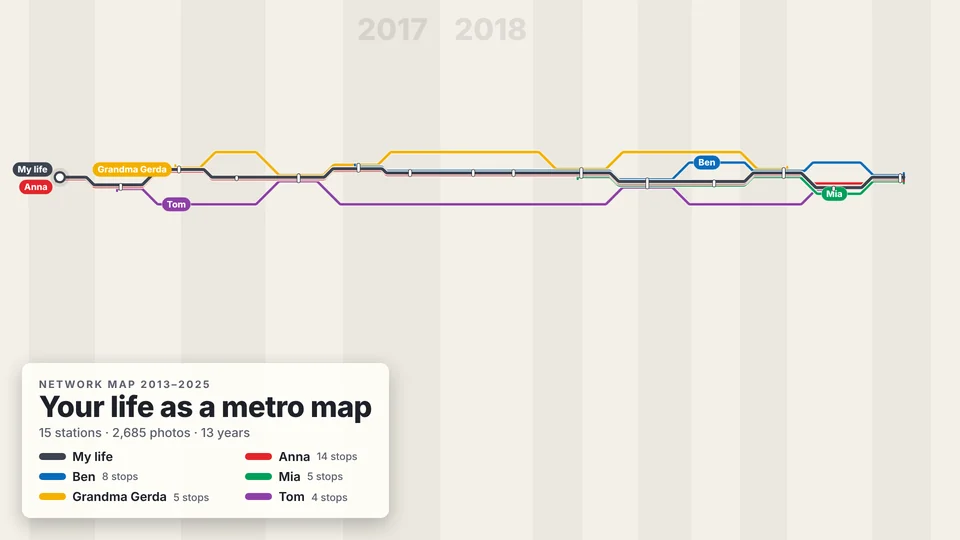 2017 2018
My life
Anna
Grandma Gerda
Tom
Ben
Mia
NETWORK MAP 2013–2025
Your life as a metro map
15 stations · 2,685 photos · 13 years
My life
Anna 14 stops
Ben 8 stops
Mia 5 stops
Grandma Gerda 5 stops
Tom 4 stops